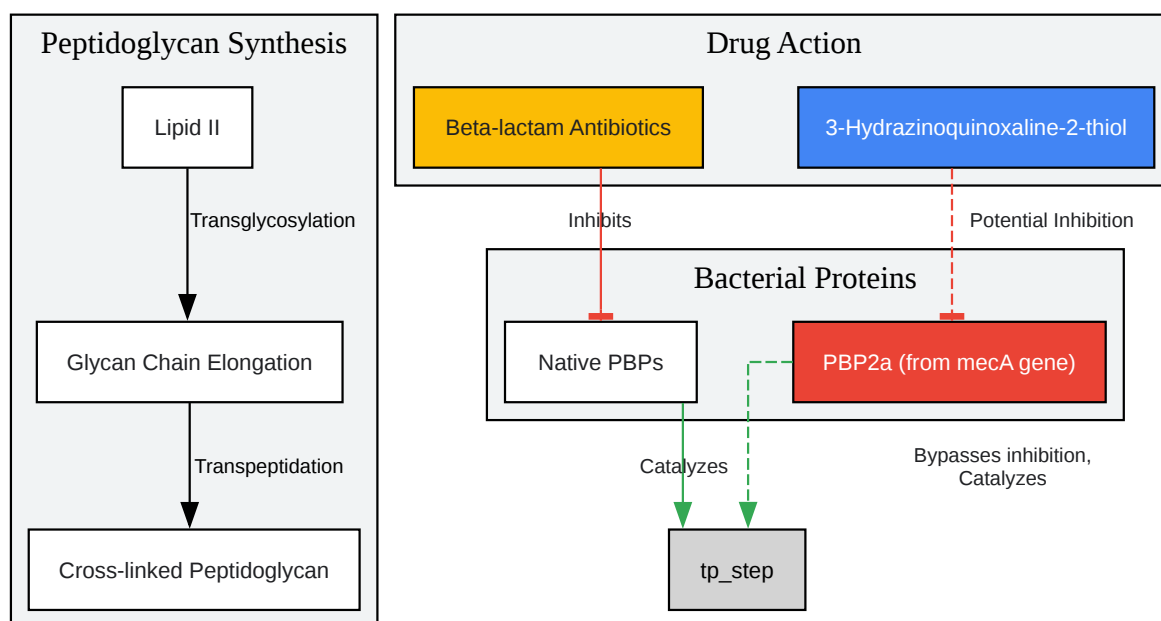 Peptidoglycan Synthesis
Lipid II
Transglycosylation
Glycan Chain Elongation
Transpeptidation
Cross-linked Peptidoglycan
Drug Action
Beta-lactam Antibiotics
3-Hydrazinoquinoxaline-2-thiol
Inhibits
Potential Inhibition
Bacterial Proteins
Native PBPs
PBP2a (from mecA gene)
Catalyzes
Bypasses inhibition,
Catalyzes
tp_step